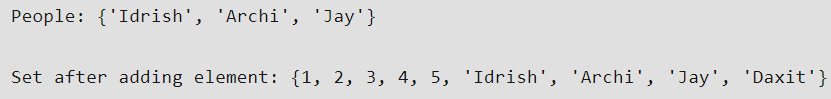 People: {'Idrish', 'Archi', 'Jay'}
Set after adding element: {1, 2, 3, 4, 5, 'Idrish', 'Archi', 'Jay', 'Daxit'}